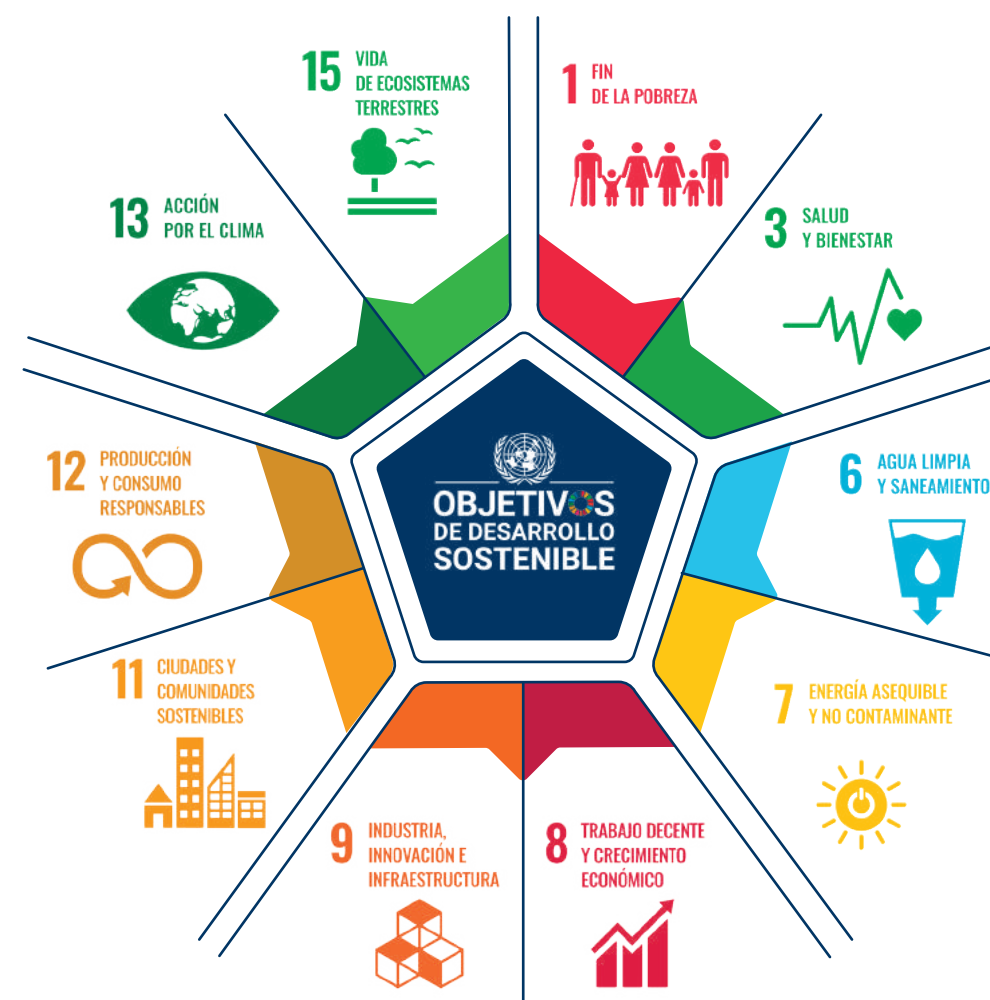 15 VIDA
DE ECOSISTEMAS
TERRESTRES
1 FIN
DE LA POBREZA
13 ACCIÓN
POR EL CLIMA
3 SALUD
Y BIENESTAR
12 PRODUCCIÓN
Y CONSUMO
RESPONSABLES
OBJETIVOS
DE DESARROLLO
SOSTENIBLE
6 AGUA LIMPIA
Y SANEAMIENTO
11 CIUDADES Y
COMUNIDADES
SOSTENIBLES
7 ENERGÍA ASEQUIBLE
Y NO CONTAMINANTE
9 INDUSTRIA,
INNOVACIÓN E
INFRAESTRUCTURA
8 TRABAJO DECENTE
Y CRECIMIENTO
ECONÓMICO